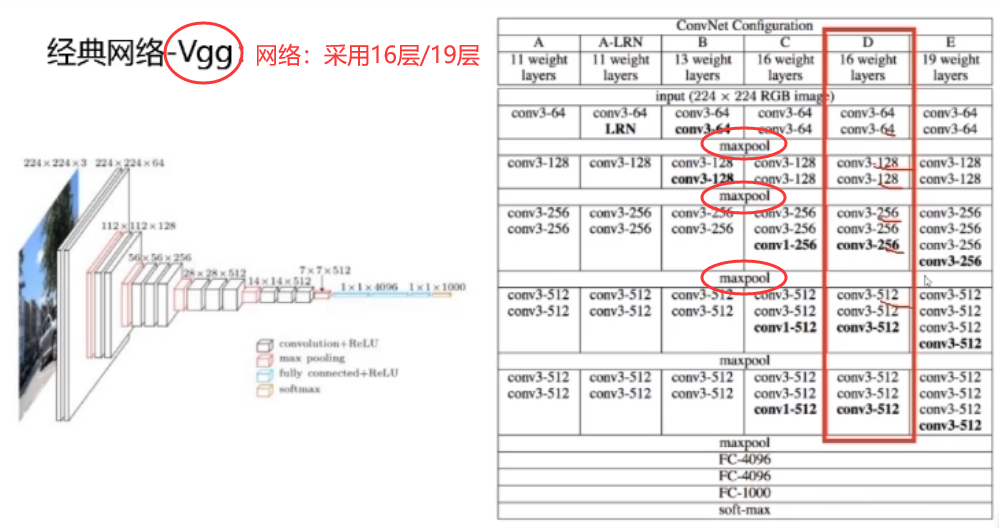 经典网络-Vgg: 网络：采用16层/19层
224×224×3 224×224×64
112×112×128
56×56×256
28×28×512
14×14×512
7×7×512
1×1×4096 1×1×1000
convolution+ReLU
max pooling
fully connected+ReLU
softmax
ConvNet Configuration
A A-LRN B C D E
11 weight 11 weight 13 weight 16 weight 16 weight 19 weight
layers layers layers layers layers layers
input (224 × 224 RGB image)
conv3-64 conv3-64 conv3-64 conv3-64 conv3-64 conv3-64
LRN conv3-64 conv3-64 conv3-64 conv3-64
maxpool
conv3-128 conv3-128 conv3-128 conv3-128 conv3-128 conv3-128
conv3-128 conv3-128 conv3-128 conv3-128
maxpool
conv3-256 conv3-256 conv3-256 conv3-256 conv3-256 conv3-256
conv3-256 conv3-256 conv3-256 conv3-256 conv3-256 conv3-256
conv1-256 conv3-256 conv3-256
conv3-256
maxpool
conv3-512 conv3-512 conv3-512 conv3-512 conv3-512 conv3-512
conv3-512 conv3-512 conv3-512 conv3-512 conv3-512 conv3-512
conv1-512 conv3-512 conv3-512
conv3-512
maxpool
conv3-512 conv3-512 conv3-512 conv3-512 conv3-512 conv3-512
conv3-512 conv3-512 conv3-512 conv3-512 conv3-512 conv3-512
conv1-512 conv3-512 conv3-512
conv3-512
maxpool
FC-4096
FC-4096
FC-1000
soft-max